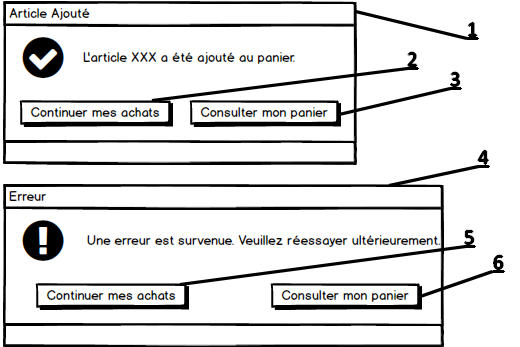 Article Ajouté
1
L'article XXX a été ajouté au panier.
2
3
Continuer mes achats
Consulter mon panier
4
Erreur
Une erreur est survenue. Veuillez réessayer ultérieurement.
5
6
Continuer mes achats
Consulter mon panier